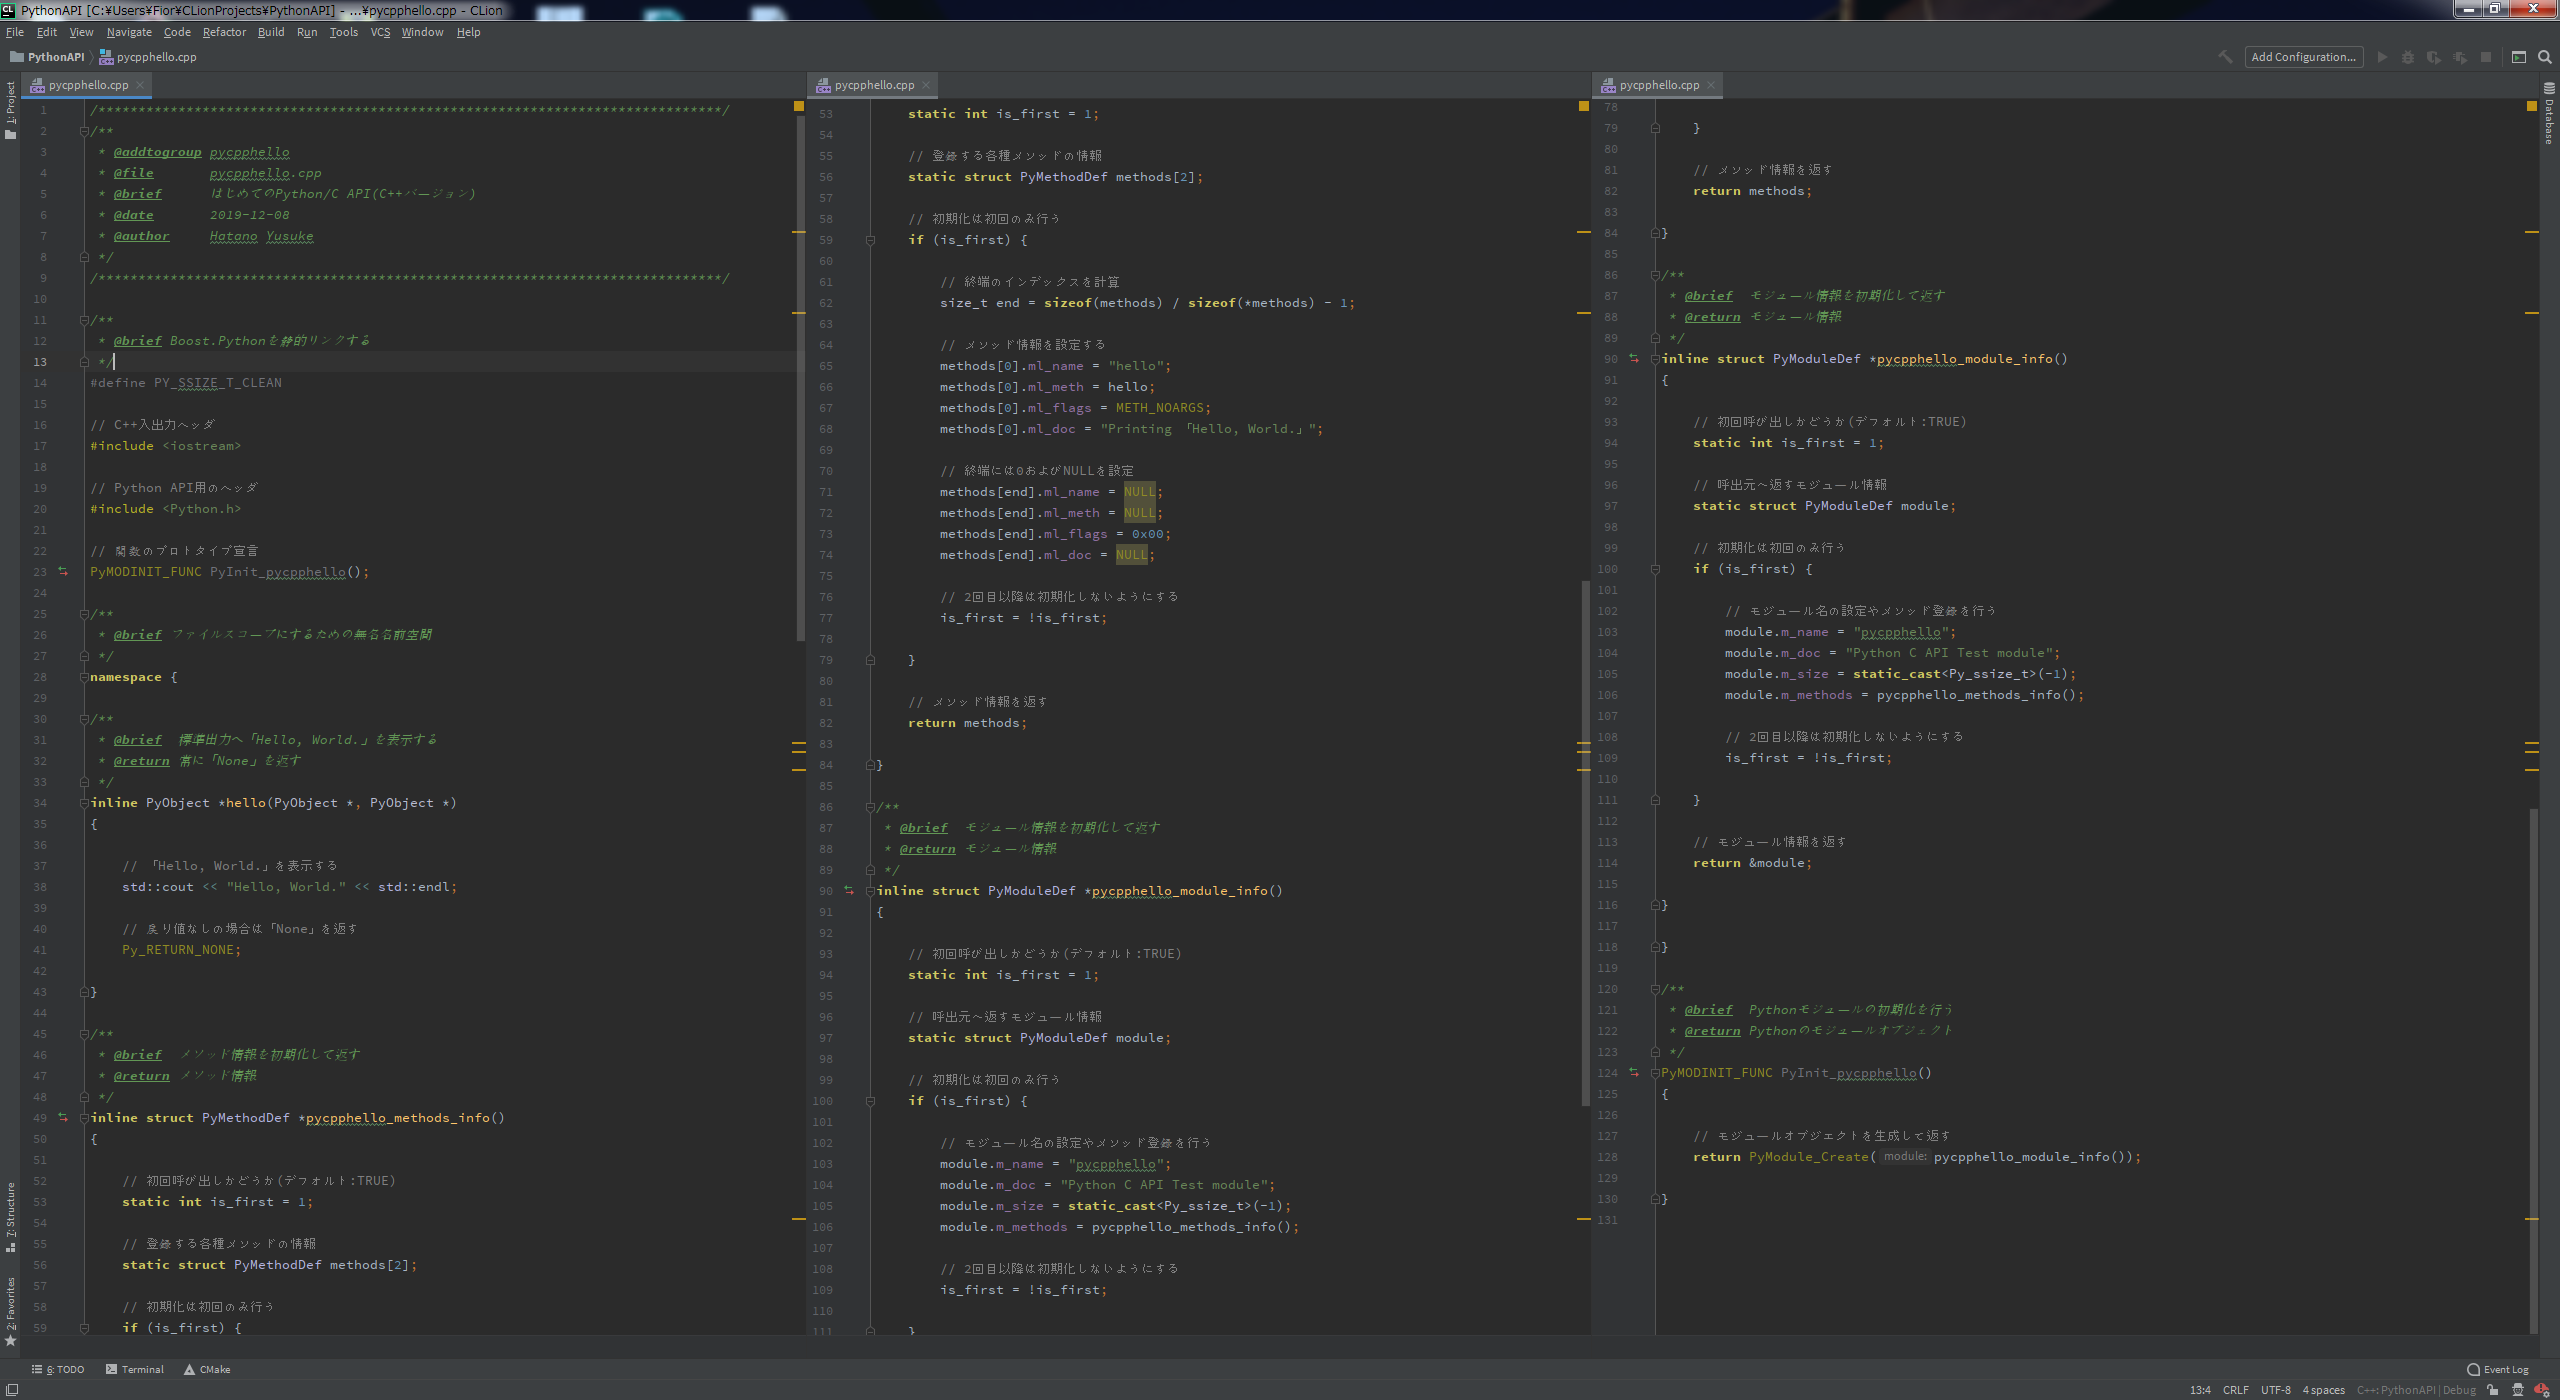 PythonAPI [C:¥Users¥Fior¥CLionProjects¥PythonAPI] - ...¥pycpphello.cpp - CLion
File Edit View Navigate Code Refactor Build Run Tools VCS Window Help
PythonAPI pycpphello.cpp
Add Configuration...
1: Project
7: Structure
2: Favorites
Database
pycpphello.cpp
1 /******************************************************************************/
2 /**
3 * @addtogroup pycpphello
4 * @file pycpphello.cpp
5 * @brief はじめてのPython/C API(C++バージョン)
6 * @date 2019-12-08
7 * @author Hatano Yusuke
8 */
9 /******************************************************************************/
10
11 /**
12 * @brief Boost.Pythonを静的リンクする
13 */
14 #define PY_SSIZE_T_CLEAN
15
16 // C++入出力ヘッダ
17 #include <iostream>
18
19 // Python API用のヘッダ
20 #include <Python.h>
21
22 // 関数のプロトタイプ宣言
23 PyMODINIT_FUNC PyInit_pycpphello();
24
25 /**
26 * @brief ファイルスコープにするための無名名前空間
27 */
28 namespace {
29
30 /**
31 * @brief 標準出力へ「Hello, World.」を表示する
32 * @return 常に「None」を返す
33 */
34 inline PyObject *hello(PyObject *, PyObject *)
35 {
36
37 // 「Hello, World.」を表示する
38 std::cout << "Hello, World." << std::endl;
39
40 // 戻り値なしの場合は「None」を返す
41 Py_RETURN_NONE;
42
43 }
44
45 /**
46 * @brief メソッド情報を初期化して返す
47 * @return メソッド情報
48 */
49 inline struct PyMethodDef *pycpphello_methods_info()
50 {
51
52 // 初回呼び出しかどうか(デフォルト:TRUE)
53 static int is_first = 1;
54
55 // 登録する各種メソッドの情報
56 static struct PyMethodDef methods[2];
57
58 // 初期化は初回のみ行う
59 if (is_first) {
pycpphello.cpp
53 static int is_first = 1;
54
55 // 登録する各種メソッドの情報
56 static struct PyMethodDef methods[2];
57
58 // 初期化は初回のみ行う
59 if (is_first) {
60
61 // 終端のインデックスを計算
62 size_t end = sizeof(methods) / sizeof(*methods) - 1;
63
64 // メソッド情報を設定する
65 methods[0].ml_name = "hello";
66 methods[0].ml_meth = hello;
67 methods[0].ml_flags = METH_NOARGS;
68 methods[0].ml_doc = "Printing 「Hello, World.」";
69
70 // 終端には0およびNULLを設定
71 methods[end].ml_name = NULL;
72 methods[end].ml_meth = NULL;
73 methods[end].ml_flags = 0x00;
74 methods[end].ml_doc = NULL;
75
76 // 2回目以降は初期化しないようにする
77 is_first = !is_first;
78
79 }
80
81 // メソッド情報を返す
82 return methods;
83
84 }
85
86 /**
87 * @brief モジュール情報を初期化して返す
88 * @return モジュール情報
89 */
90 inline struct PyModuleDef *pycpphello_module_info()
91 {
92
93 // 初回呼び出しかどうか(デフォルト:TRUE)
94 static int is_first = 1;
95
96 // 呼出元へ返すモジュール情報
97 static struct PyModuleDef module;
98
99 // 初期化は初回のみ行う
100 if (is_first) {
101
102 // モジュール名の設定やメソッド登録を行う
103 module.m_name = "pycpphello";
104 module.m_doc = "Python C API Test module";
105 module.m_size = static_cast<Py_ssize_t>(-1);
106 module.m_methods = pycpphello_methods_info();
107
108 // 2回目以降は初期化しないようにする
109 is_first = !is_first;
110
111 }
pycpphello.cpp
78
79 }
80
81 // メソッド情報を返す
82 return methods;
83
84 }
85
86 /**
87 * @brief モジュール情報を初期化して返す
88 * @return モジュール情報
89 */
90 inline struct PyModuleDef *pycpphello_module_info()
91 {
92
93 // 初回呼び出しかどうか(デフォルト:TRUE)
94 static int is_first = 1;
95
96 // 呼出元へ返すモジュール情報
97 static struct PyModuleDef module;
98
99 // 初期化は初回のみ行う
100 if (is_first) {
101
102 // モジュール名の設定やメソッド登録を行う
103 module.m_name = "pycpphello";
104 module.m_doc = "Python C API Test module";
105 module.m_size = static_cast<Py_ssize_t>(-1);
106 module.m_methods = pycpphello_methods_info();
107
108 // 2回目以降は初期化しないようにする
109 is_first = !is_first;
110
111 }
112
113 // モジュール情報を返す
114 return &module;
115
116 }
117
118 }
119
120 /**
121 * @brief Pythonモジュールの初期化を行う
122 * @return Pythonのモジュールオブジェクト
123 */
124 PyMODINIT_FUNC PyInit_pycpphello()
125 {
126
127 // モジュールオブジェクトを生成して返す
128 return PyModule_Create( module: pycpphello_module_info());
129
130 }
131
6: TODO Terminal CMake Event Log
13:4 CRLF UTF-8 4 spaces C++: PythonAPI | Debug